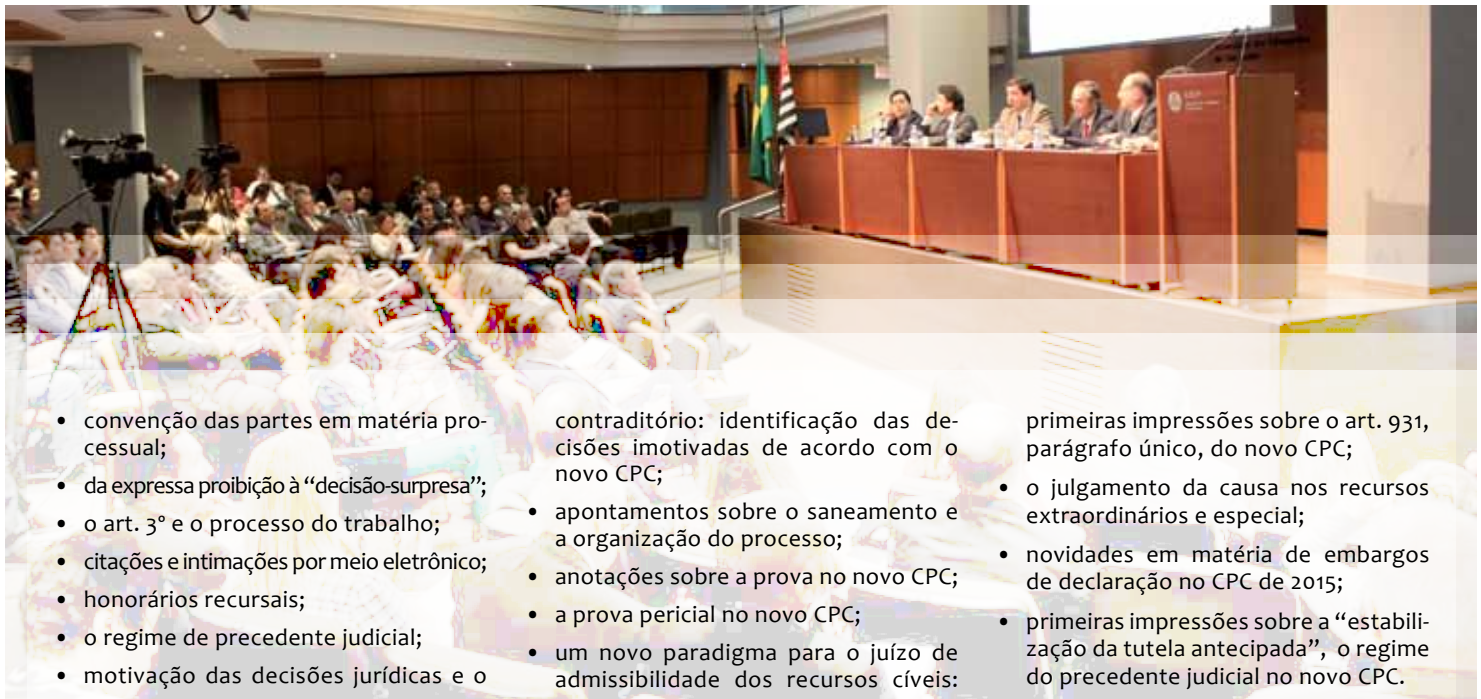 • convenção das partes em matéria pro-
cessual;
• da expressa proibição à “decisão-surpresa”;
• o art. 3º e o processo do trabalho;
• citações e intimações por meio eletrônico;
• honorários recursais;
• o regime de precedente judicial;
• motivação das decisões jurídicas e o
contraditório: identificação das de-
cisões imotivadas de acordo com o
novo CPC;
• apontamentos sobre o saneamento e
a organização do processo;
• anotações sobre a prova no novo CPC;
• a prova pericial no novo CPC;
• um novo paradigma para o juízo de
admissibilidade dos recursos cíveis:
primeiras impressões sobre o art. 931,
parágrafo único, do novo CPC;
• o julgamento da causa nos recursos
extraordinários e especial;
• novidades em matéria de embargos
de declaração no CPC de 2015;
• primeiras impressões sobre a “estabili-
zação da tutela antecipada”, o regime
do precedente judicial no novo CPC.